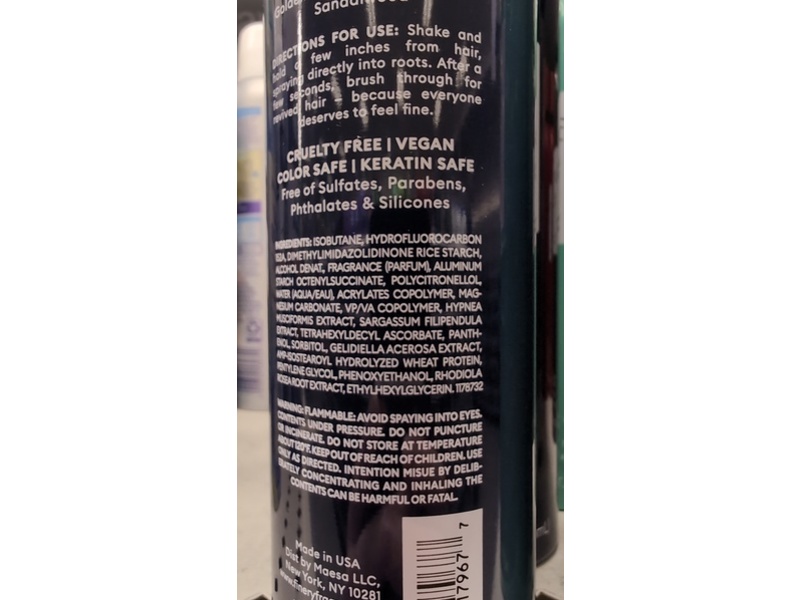 Golde
Sandalwood
DIRECTIONS FOR USE: Shake and
hold a few inches from hair,
spraying directly into roots. After a
few seconds, brush through for
revived hair – because everyone
deserves to feel fine.
CRUELTY FREE | VEGAN
COLOR SAFE | KERATIN SAFE
Free of Sulfates, Parabens,
Phthalates & Silicones
INGREDIENTS: ISOBUTANE, HYDROFLUOROCARBON
152A, DIMETHYLIMIDAZOLIDINONE RICE STARCH,
ALCOHOL DENAT., FRAGRANCE (PARFUM), ALUMINUM
STARCH OCTENYLSUCCINATE, POLYCITRONELLOL,
WATER (AQUA/EAU), ACRYLATES COPOLYMER, MAG-
NESIUM CARBONATE, VP/VA COPOLYMER, HYPNEA
MUSCIFORMIS EXTRACT, SARGASSUM FILIPENDULA
EXTRACT, TETRAHEXYLDECYL ASCORBATE, PANTH-
ENOL, SORBITOL, GELIDIELLA ACEROSA EXTRACT,
AMP-ISOSTEAROYL HYDROLYZED WHEAT PROTEIN,
PENTYLENE GLYCOL, PHENOXYETHANOL, RHODIOLA
ROSEA ROOT EXTRACT, ETHYLHEXYLGLYCERIN. 1178732
WARNING: FLAMMABLE: AVOID SPAYING INTO EYES.
CONTENTS UNDER PRESSURE. DO NOT PUNCTURE
OR INCINERATE. DO NOT STORE AT TEMPERATURE
ABOUT 120°F. KEEP OUT OF REACH OF CHILDREN. USE
ONLY AS DIRECTED. INTENTION MISUE BY DELIB-
ERATELY CONCENTRATING AND INHALING THE
CONTENTS CAN BE HARMFUL OR FATAL.
Made in USA
Dist by Maesa LLC,
New York, NY 10281
www.fineryfra
17967 7